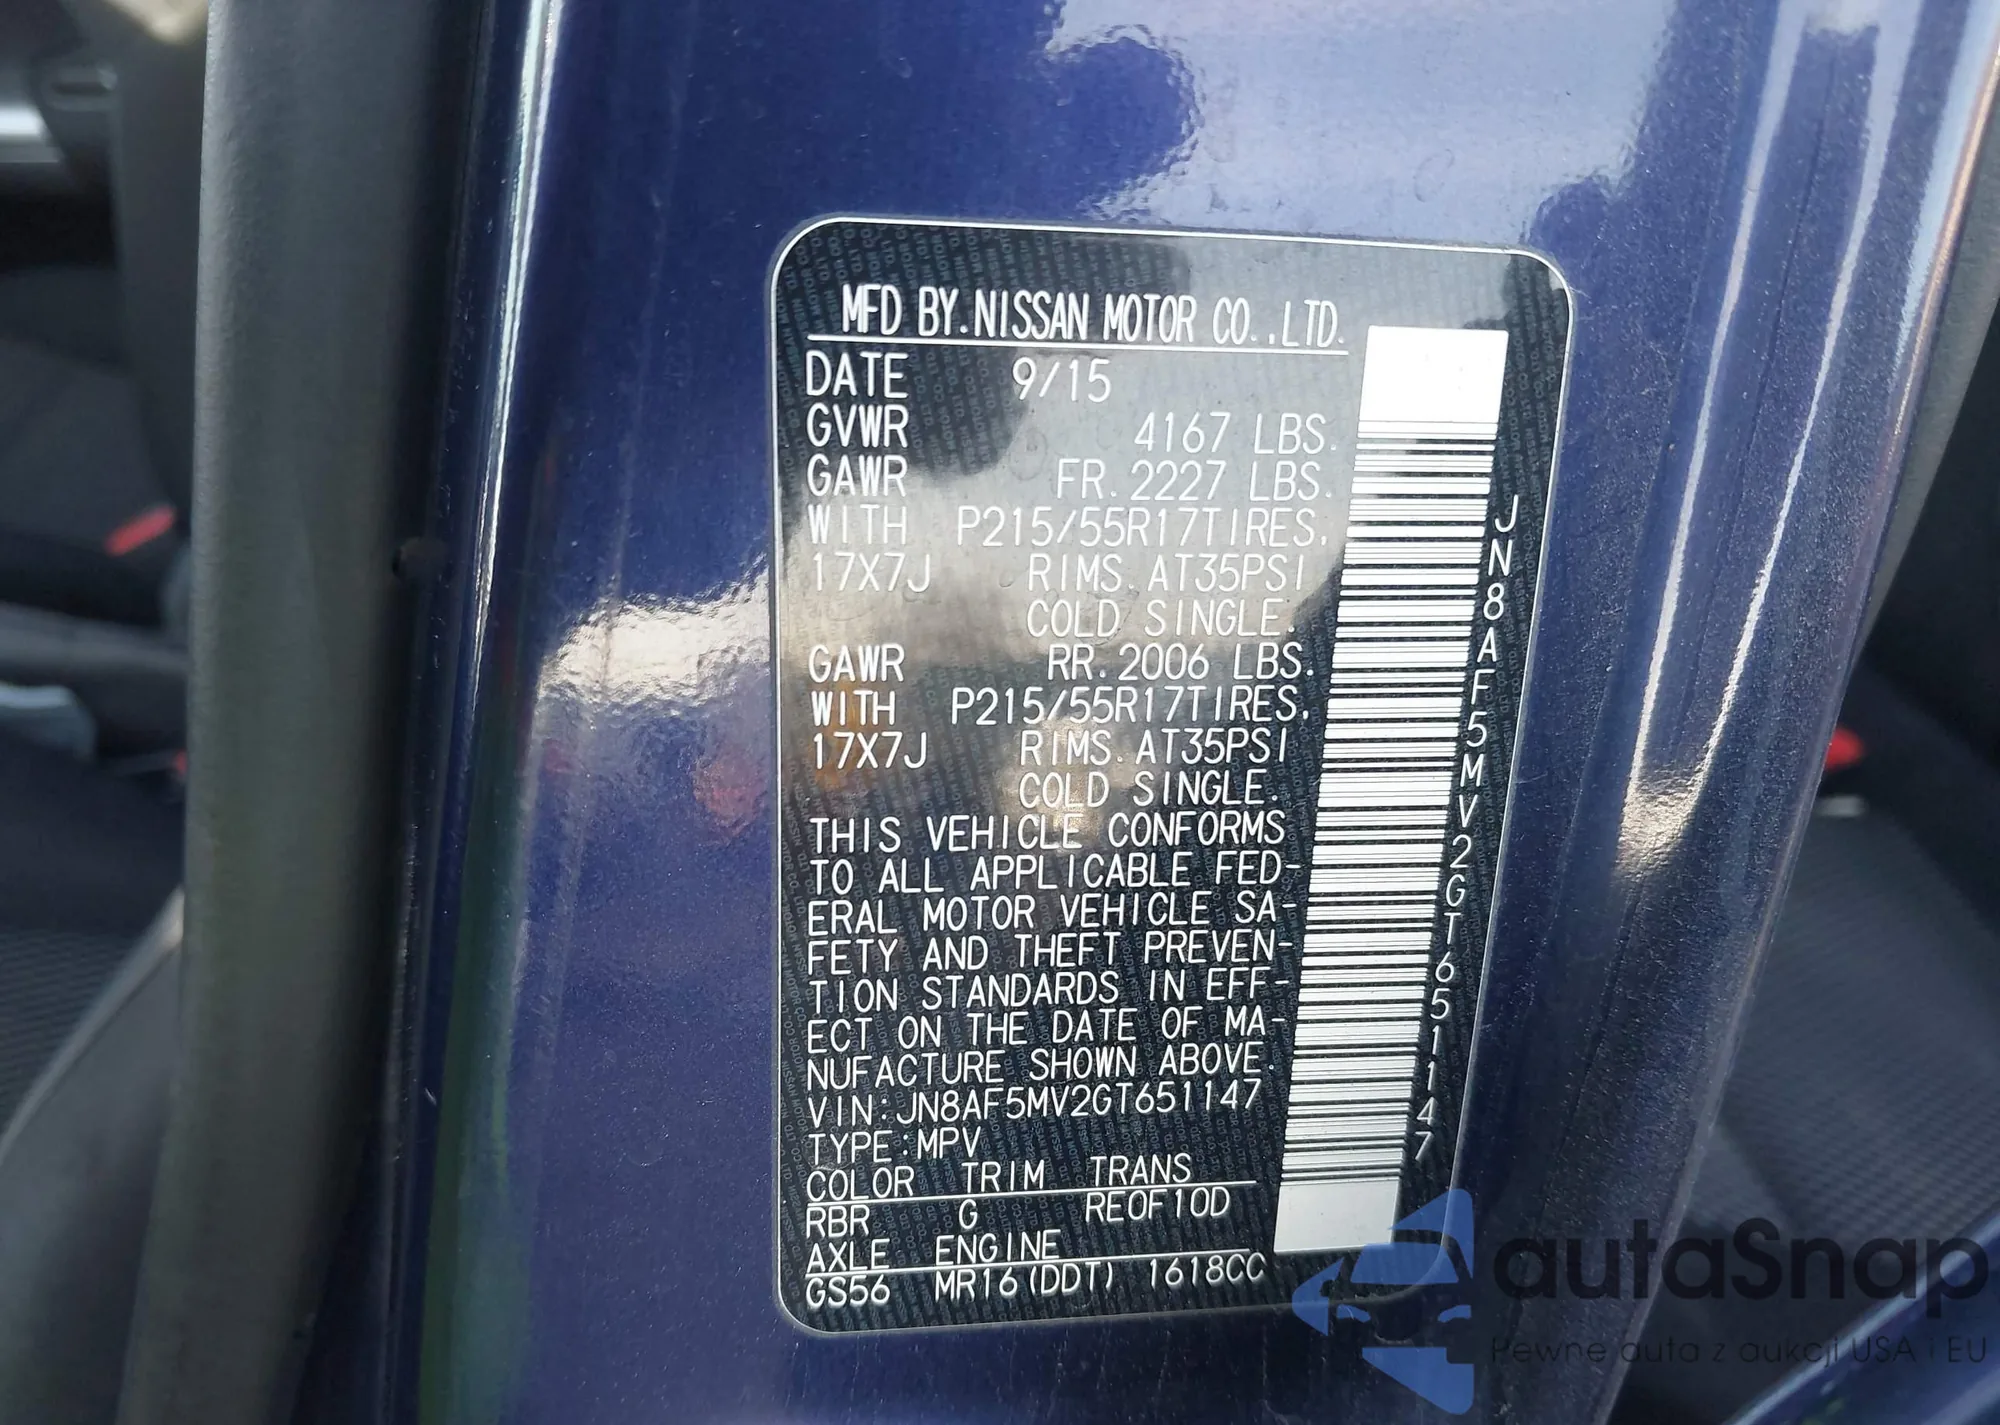 MFD BY.NISSAN MOTOR CO.,LTD.
DATE 9/15
GVWR 4167 LBS.
GAWR FR.2227 LBS.
WITH P215/55R17TIRES,
17X7J RIMS.AT35PSI
COLD SINGLE.
GAWR RR.2006 LBS.
WITH P215/55R17TIRES,
17X7J RIMS.AT35PSI
COLD SINGLE.
THIS VEHICLE CONFORMS
TO ALL APPLICABLE FED-
ERAL MOTOR VEHICLE SA-
FETY AND THEFT PREVEN-
TION STANDARDS IN EFF-
ECT ON THE DATE OF MA-
NUFACTURE SHOWN ABOVE.
VIN:JN8AF5MV2GT651147
TYPE:MPV
COLOR TRIM TRANS
RBR G RE0F10D
AXLE ENGINE
GS56 MR16(DDT) 1618CC
JN8AF5MV2GT651147
autaSnap
Pewne auta z aukcji USA i EU